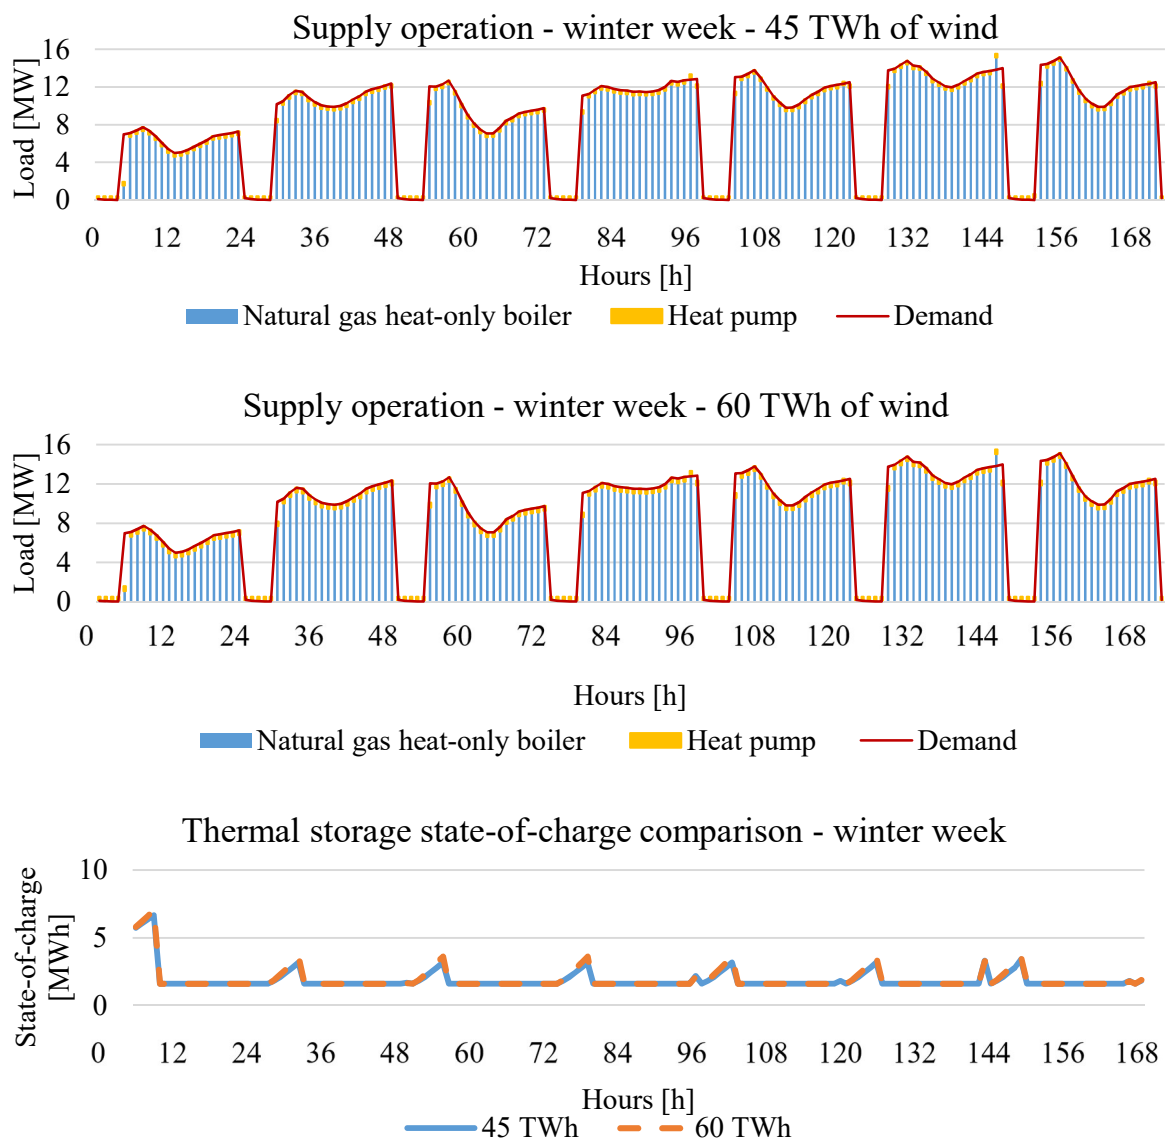 Supply operation - winter week - 45 TWh of wind
Load [MW]
16
12
8
4
0
0 12 24 36 48 60 72 84 96 108 120 132 144 156 168
Hours [h]
Natural gas heat-only boiler Heat pump Demand
Supply operation - winter week - 60 TWh of wind
Load [MW]
16
12
8
4
0
0 12 24 36 48 60 72 84 96 108 120 132 144 156 168
Hours [h]
Natural gas heat-only boiler Heat pump Demand
Thermal storage state-of-charge comparison - winter week
State-of-charge
[MWh]
10
5
0
0 12 24 36 48 60 72 84 96 108 120 132 144 156 168
Hours [h]
45 TWh 60 TWh